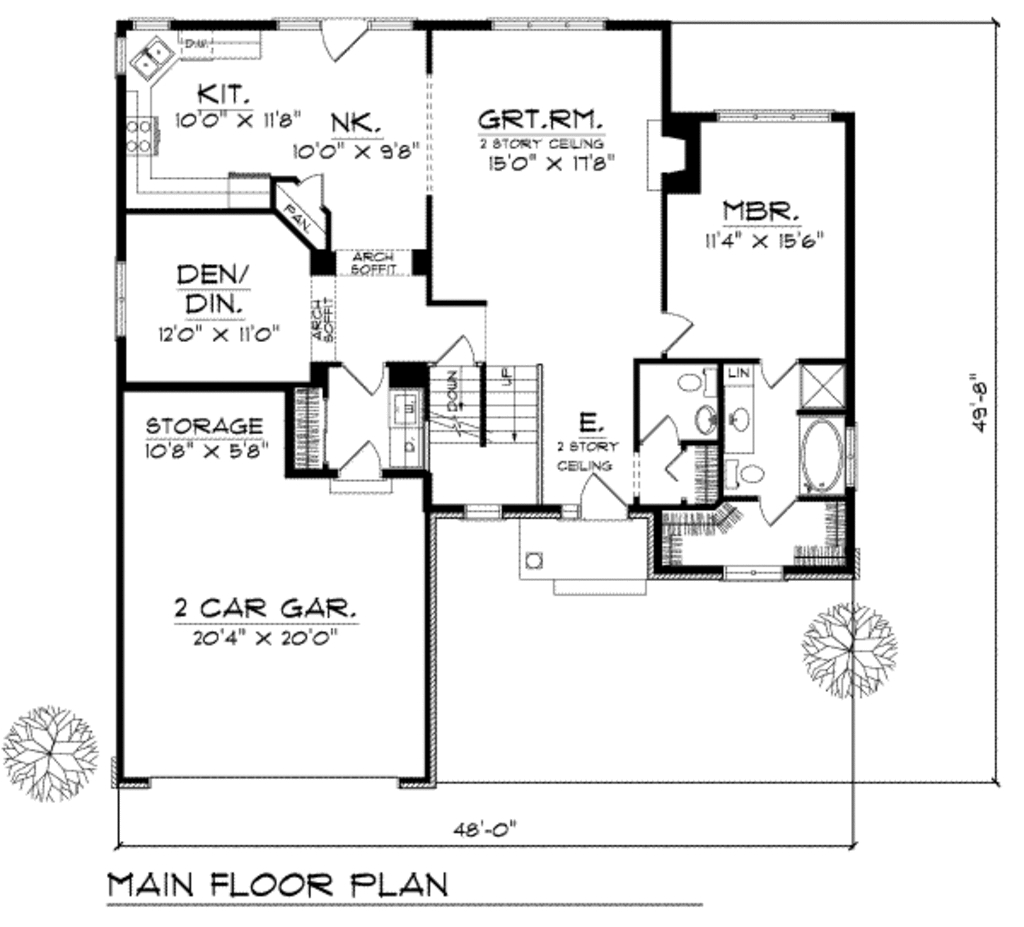 D.W.
KIT.
10'0" X 11'8"
NK.
10'0" X 9'8"
GRT.RM.
2 STORY CEILING
15'0" X 17'8"
MBR.
11'4" X 15'6"
PAN.
ARCH
SOFFIT
DEN/
DIN.
12'0" X 11'0"
ARCH
SOFFIT
DOWN
UP
LIN
STORAGE
10'8" X 5'8"
W.
D.
E.
2 STORY
CEILING
49'-8"
2 CAR GAR.
20'4" X 20'0"
48'-0"
MAIN FLOOR PLAN